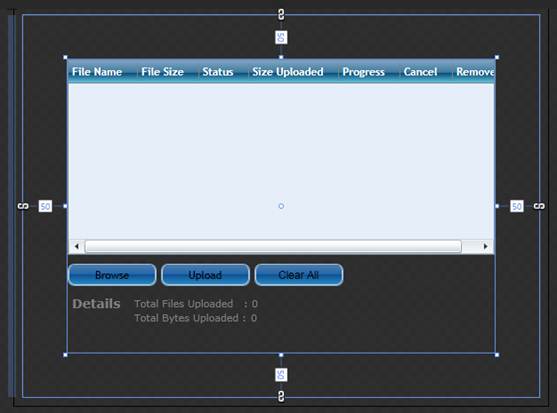 50
File Name File Size Status Size Uploaded Progress Cancel Remove
50 50
Browse Upload Clear All
Details Total Files Uploaded : 0
Total Bytes Uploaded : 0
50